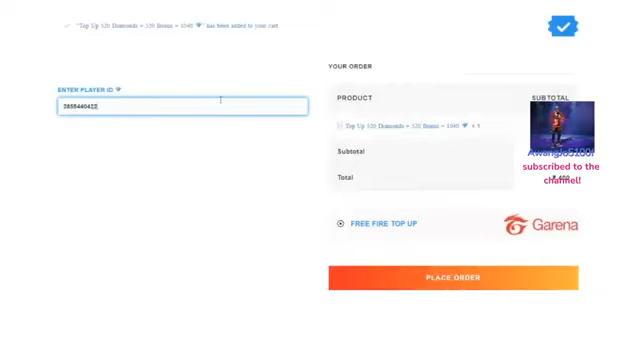 "Top Up 520 Diamonds + 520 Bonus = 1040 💎" has been added to your cart
YOUR ORDER
ENTER PLAYER ID 💎
2855440422
PRODUCT
SUBTOTAL
Top Up 520 Diamonds + 520 Bonus = 1040 💎
Subtotal
Total
subscribed to the
channel!
FREE FIRE TOP UP
Garena
PLACE ORDER